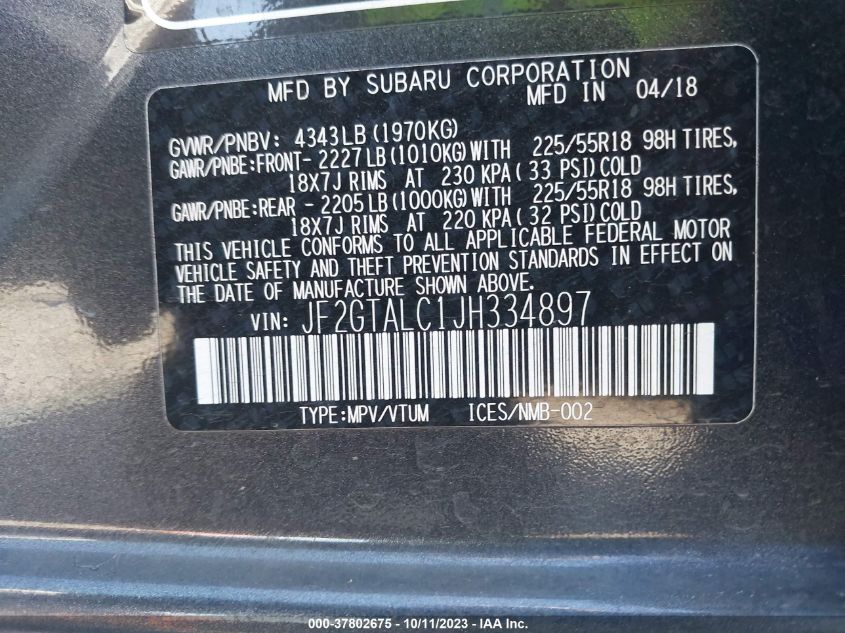 MFD BY SUBARU CORPORATION
MFD IN 04/18
GVWR/PNBV: 4343LB(1970KG)
GAWR/PNBE:FRONT- 2227LB(1010KG)WITH 225/55R18 98H TIRES,
18X7J RIMS AT 230 KPA( 33 PSI)COLD
GAWR/PNBE:REAR - 2205LB(1000KG)WITH 225/55R18 98H TIRES,
18X7J RIMS AT 220 KPA( 32 PSI)COLD
THIS VEHICLE CONFORMS TO ALL APPLICABLE FEDERAL MOTOR
VEHICLE SAFETY AND THEFT PREVENTION STANDARDS IN EFFECT ON
THE DATE OF MANUFACTURE SHOWN ABOVE.
VIN: JF2GTALC1JH334897
TYPE:MPV/VTUM ICES/NMB-002
000-37802675 - 10/11/2023 - IAA Inc.